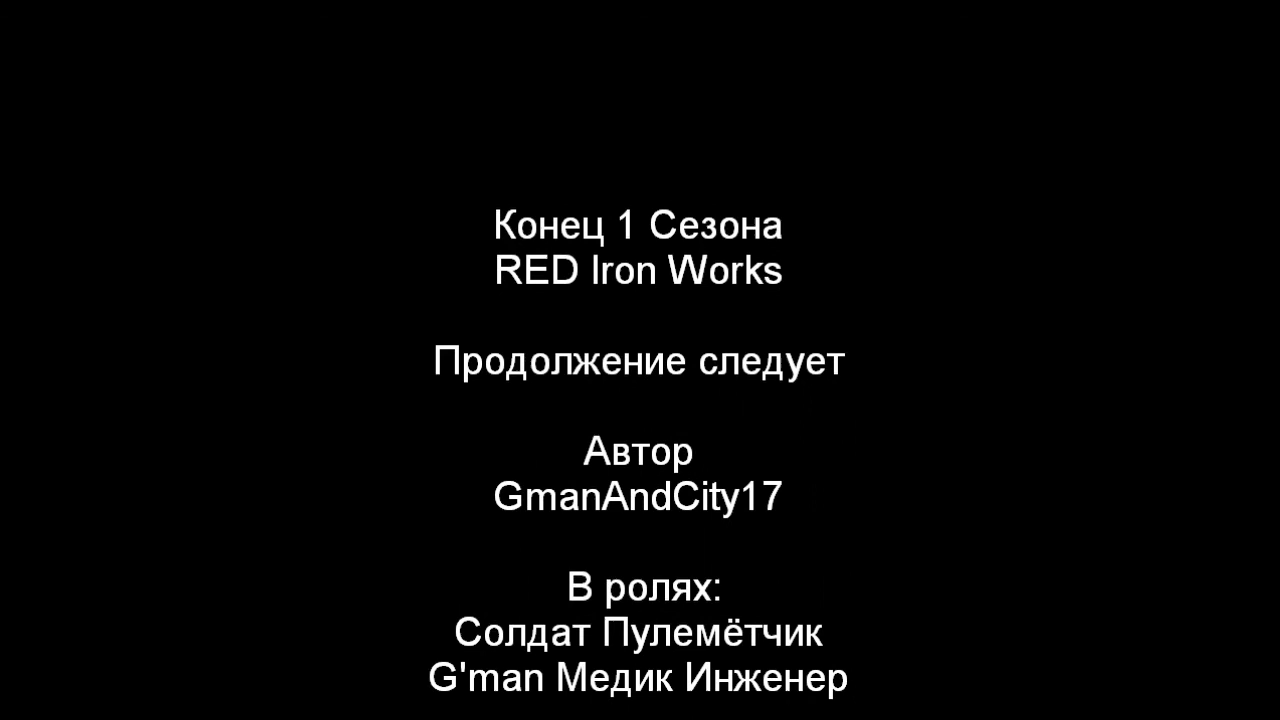 Конец 1 Сезона
RED Iron Works
Продолжение следует
Автор
GmanAndCity17
В ролях:
Солдат Пулемётчик
G'man Медик Инженер